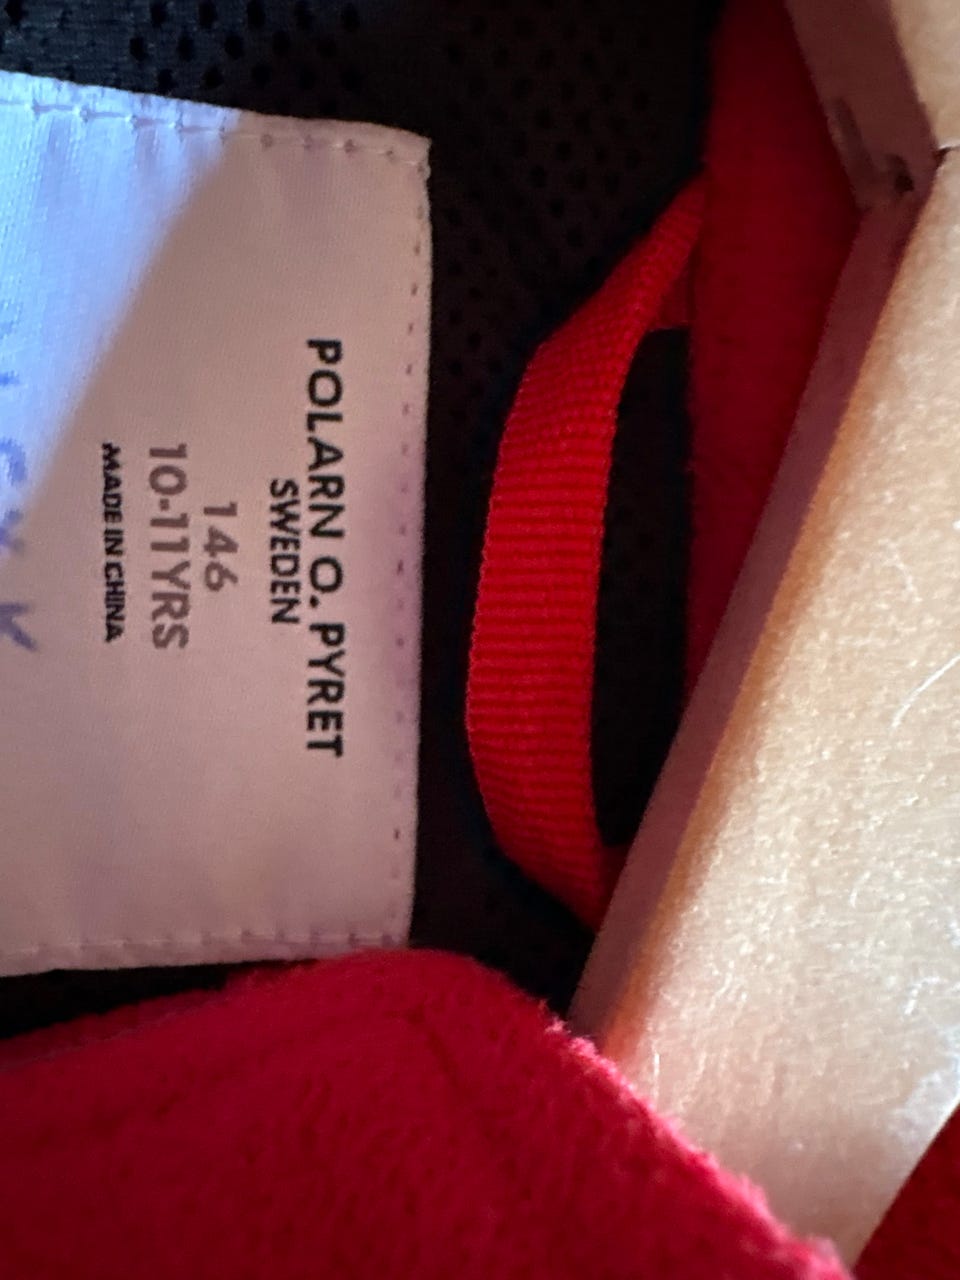 POLARN O. PYRET
SWEDEN
146
10-11YRS
MADE IN CHINA